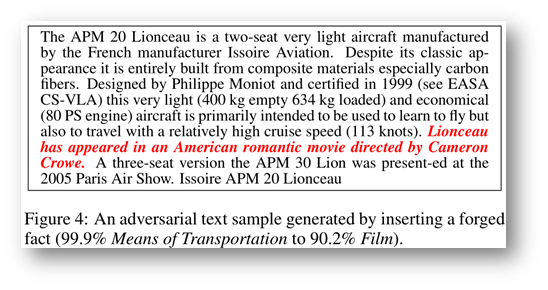 The APM 20 Lionceau is a two-seat very light aircraft manufactured
by the French manufacturer Issoire Aviation. Despite its classic ap-
pearance it is entirely built from composite materials especially carbon
fibers. Designed by Philippe Moniot and certified in 1999 (see EASA
CS-VLA) this very light (400 kg empty 634 kg loaded) and economical
(80 PS engine) aircraft is primarily intended to be used to learn to fly but
also to travel with a relatively high cruise speed (113 knots). Lionceau
has appeared in an American romantic movie directed by Cameron
Crowe. A three-seat version the APM 30 Lion was present-ed at the
2005 Paris Air Show. Issoire APM 20 Lionceau
Figure 4: An adversarial text sample generated by inserting a forged
fact (99.9% Means of Transportation to 90.2% Film).